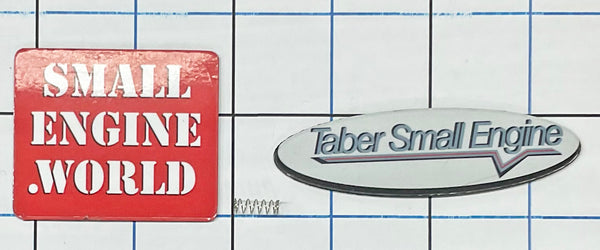 SMALL
ENGINE
.WORLD
Taber Small Engine